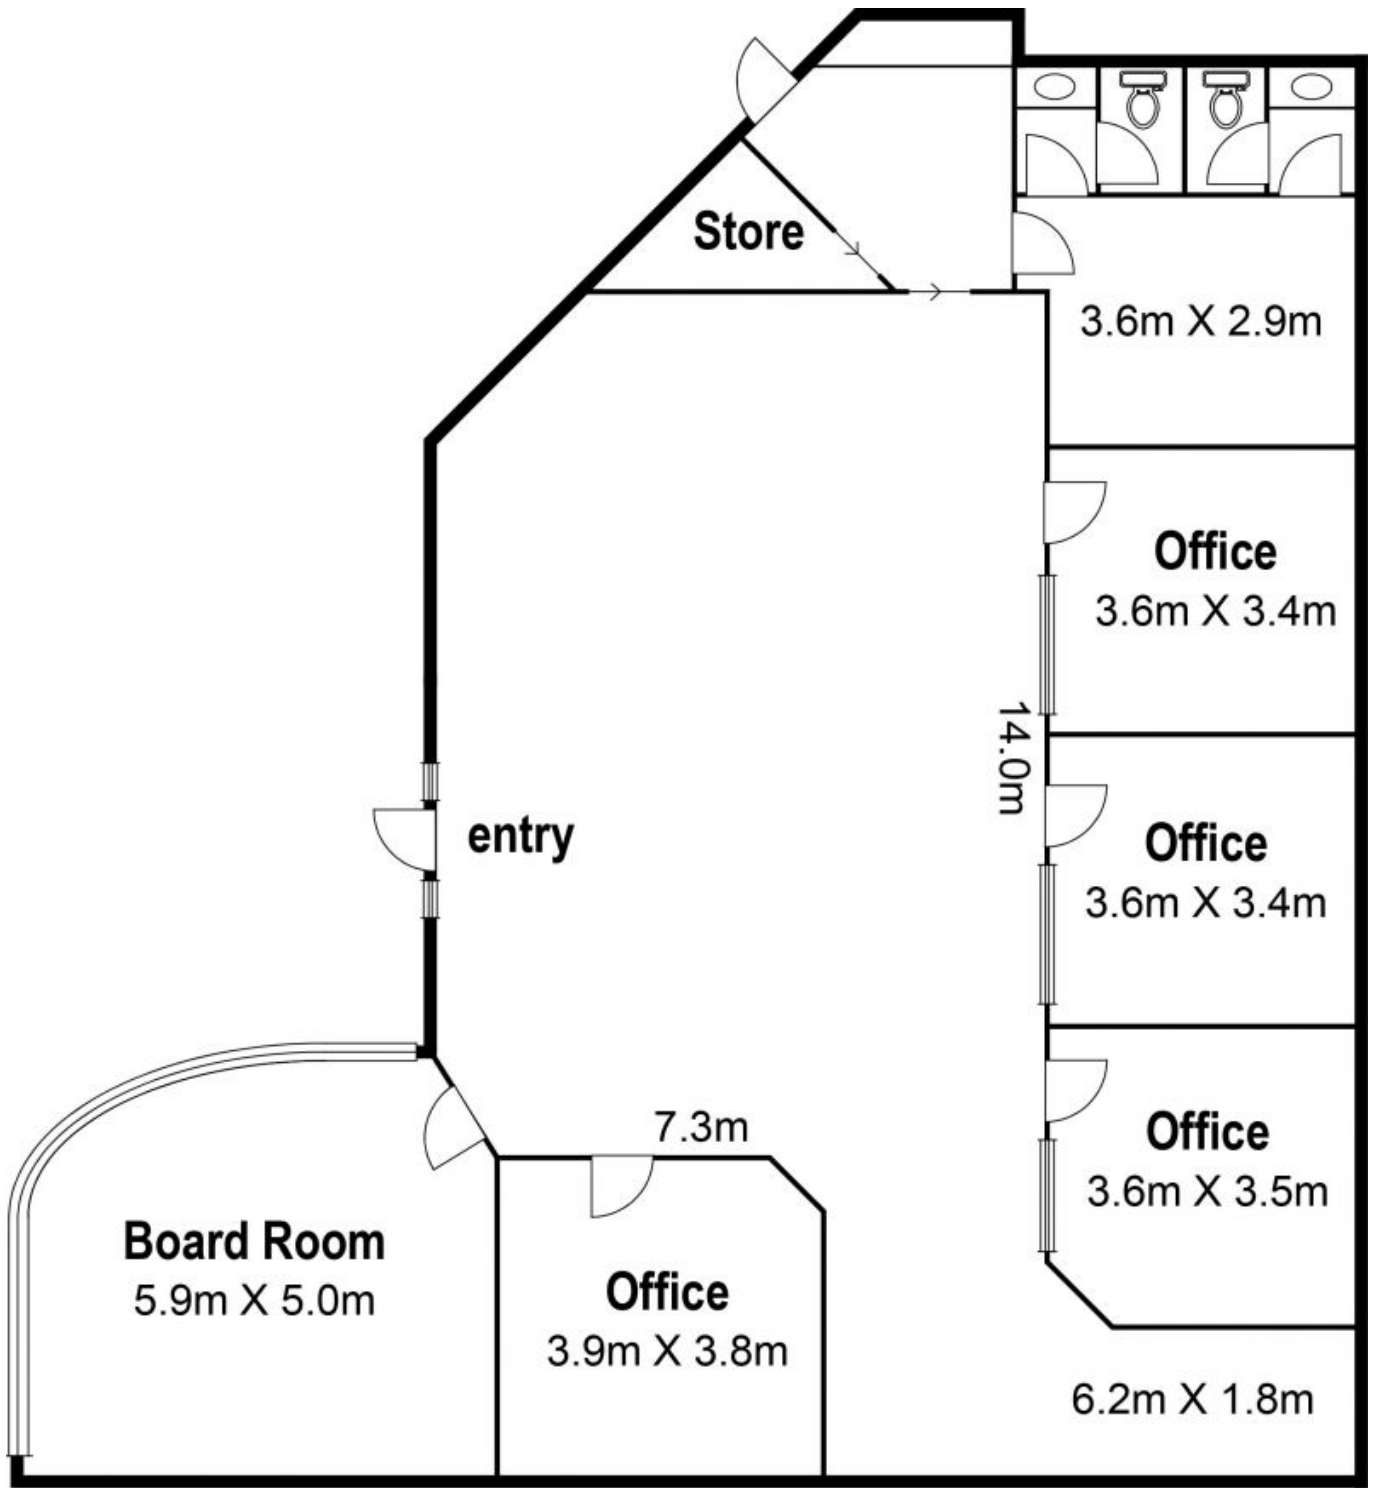 Store
3.6m X 2.9m
Office
3.6m X 3.4m
14.0m
entry
Office
3.6m X 3.4m
7.3m
Office
3.6m X 3.5m
Board Room
5.9m X 5.0m
Office
3.9m X 3.8m
6.2m X 1.8m